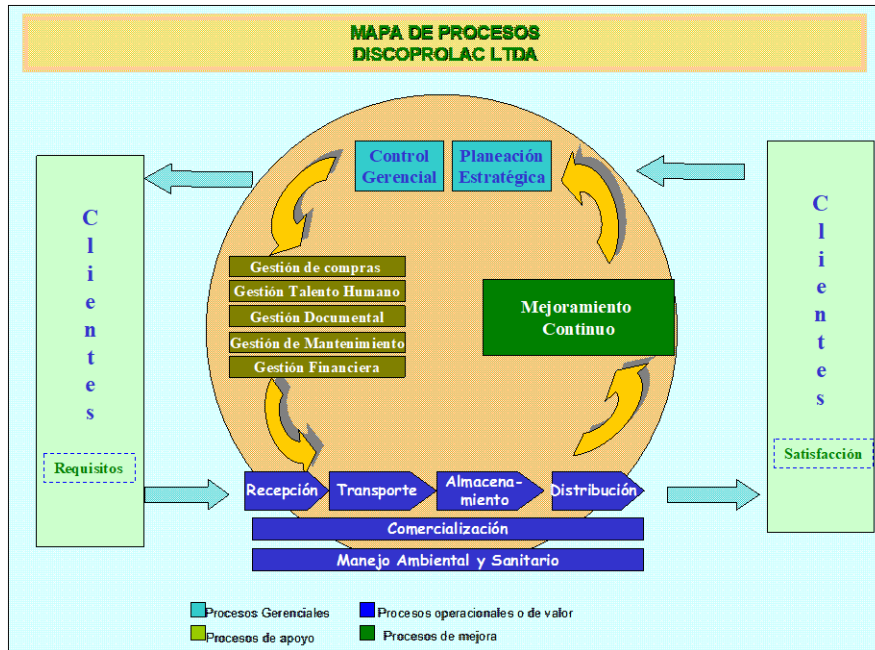 MAPA DE PROCESOS
DISCOPROLAC LTDA
Control
Gerencial
Planeación
Estratégica
Clientes
Requisitos
Gestión de compras
Gestión Talento Humano
Gestión Documental
Gestión de Mantenimiento
Gestión Financiera
Mejoramiento
Continuo
Clientes
Satisfacción
Recepción
Transporte
Almacena-
miento
Distribución
Comercialización
Manejo Ambiental y Sanitario
Procesos Gerenciales
Procesos operacionales o de valor
Procesos de apoyo
Procesos de mejora